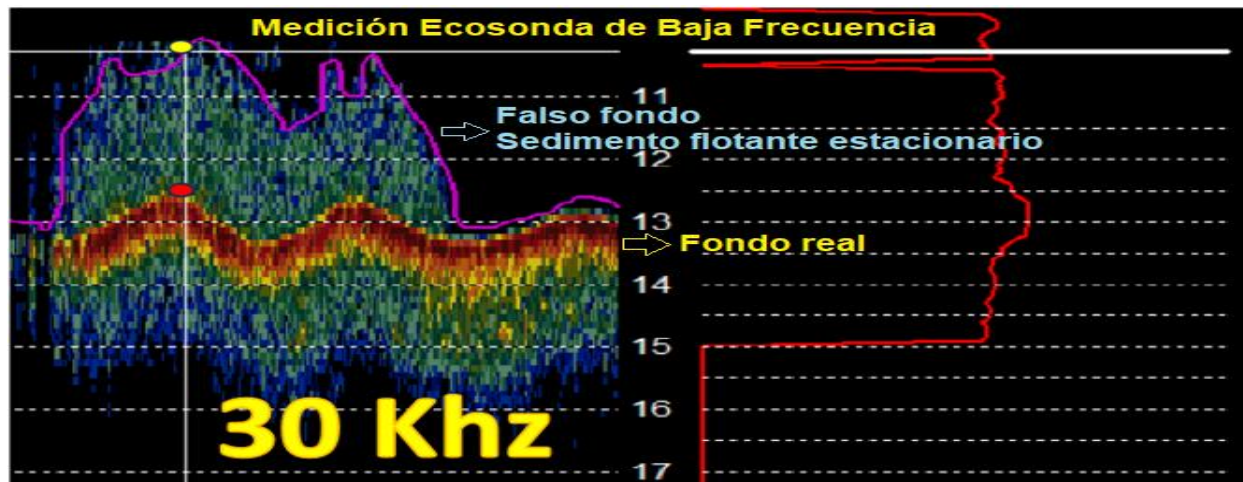 Medición Ecosonda de Baja Frecuencia
11
Falso fondo
Sedimento flotante estacionario
12
13
Fondo real
14
15
30 Khz
16
17